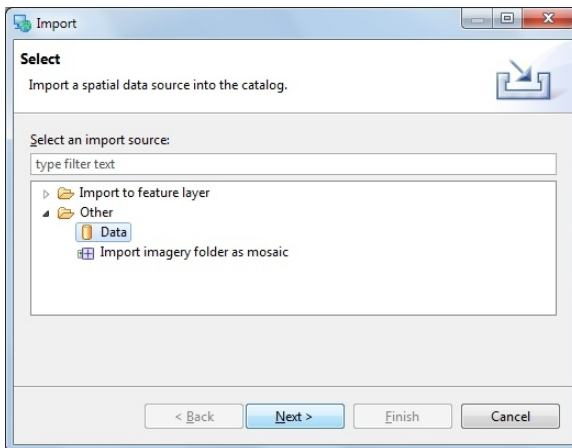 Import
Select
Import a spatial data source into the catalog.
Select an import source:
type filter text
Import to feature layer
Other
Data
Import imagery folder as mosaic
< Back Next > Finish Cancel